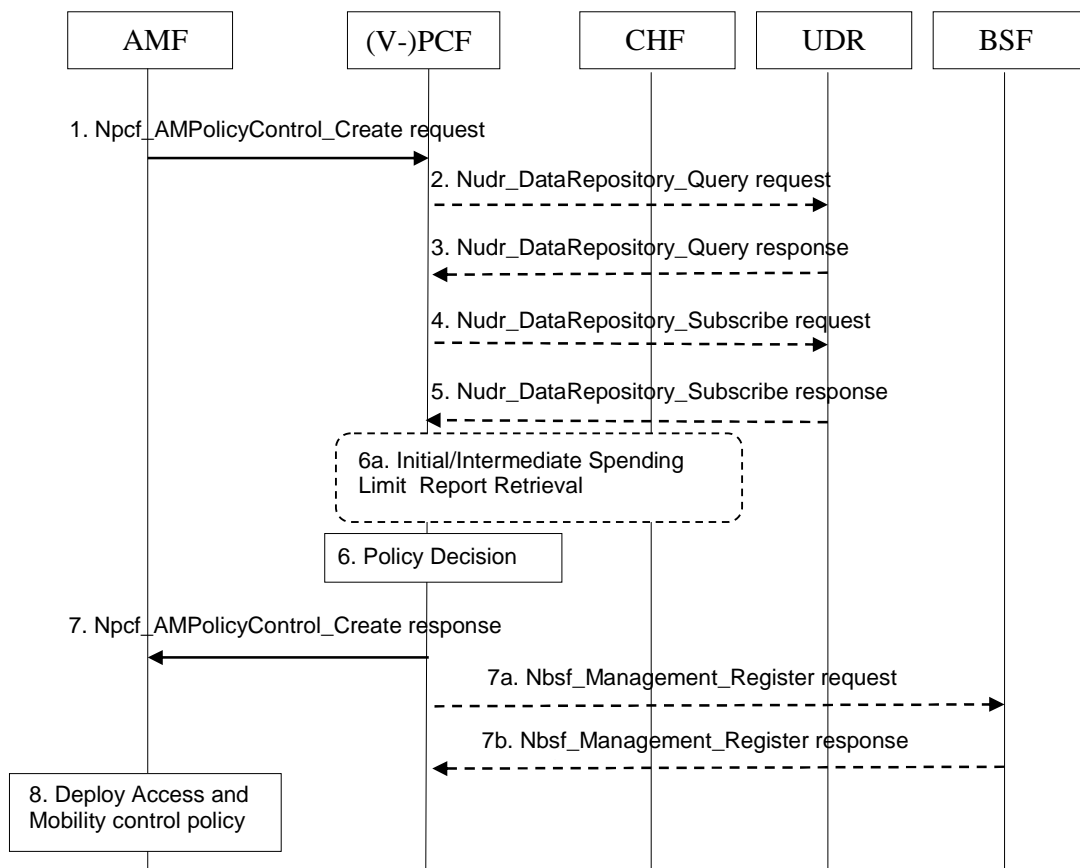 AMF
(V-)PCF
CHF
UDR
BSF
1. Npcf_AMPolicyControl_Create request
2. Nudr_DataRepository_Query request
3. Nudr_DataRepository_Query response
4. Nudr_DataRepository_Subscribe request
5. Nudr_DataRepository_Subscribe response
6a. Initial/Intermediate Spending
Limit Report Retrieval
6. Policy Decision
7. Npcf_AMPolicyControl_Create response
7a. Nbsf_Management_Register request
7b. Nbsf_Management_Register response
8. Deploy Access and
Mobility control policy